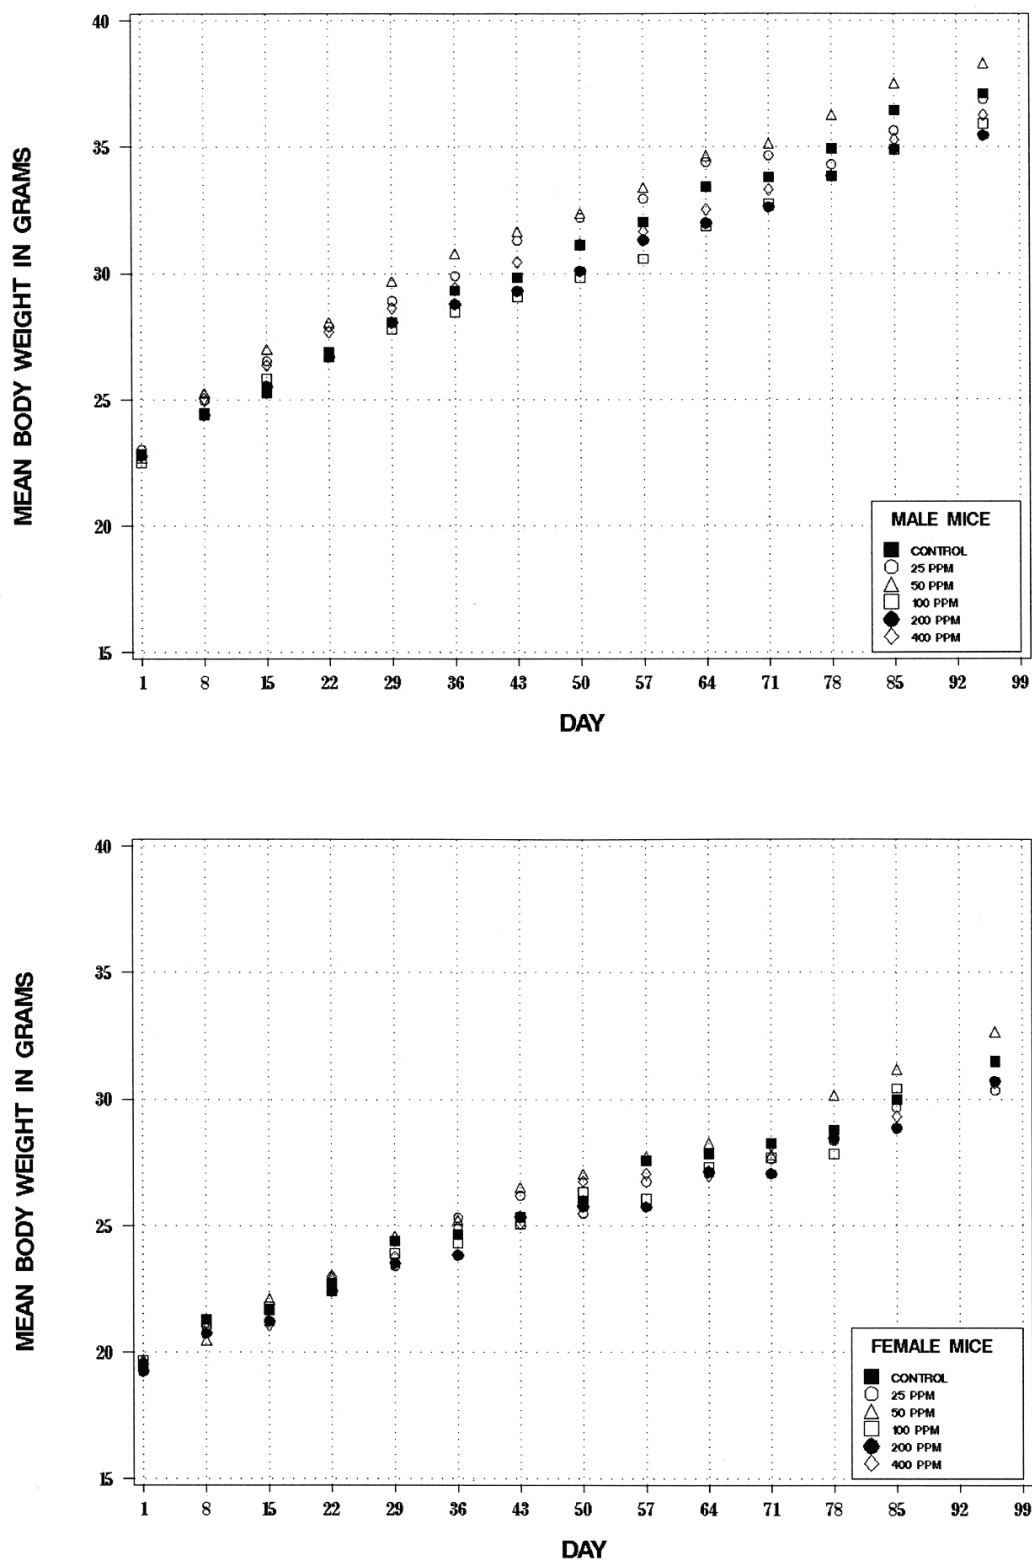 40
35
30
25
20
15
MEAN BODY WEIGHT IN GRAMS
MALE MICE
CONTROL
25 PPM
50 PPM
100 PPM
200 PPM
400 PPM
1 8 15 22 29 36 43 50 57 64 71 78 85 92 99
DAY
40
35
30
25
20
15
MEAN BODY WEIGHT IN GRAMS
FEMALE MICE
CONTROL
25 PPM
50 PPM
100 PPM
200 PPM
400 PPM
1 8 15 22 29 36 43 50 57 64 71 78 85 92 99
DAY